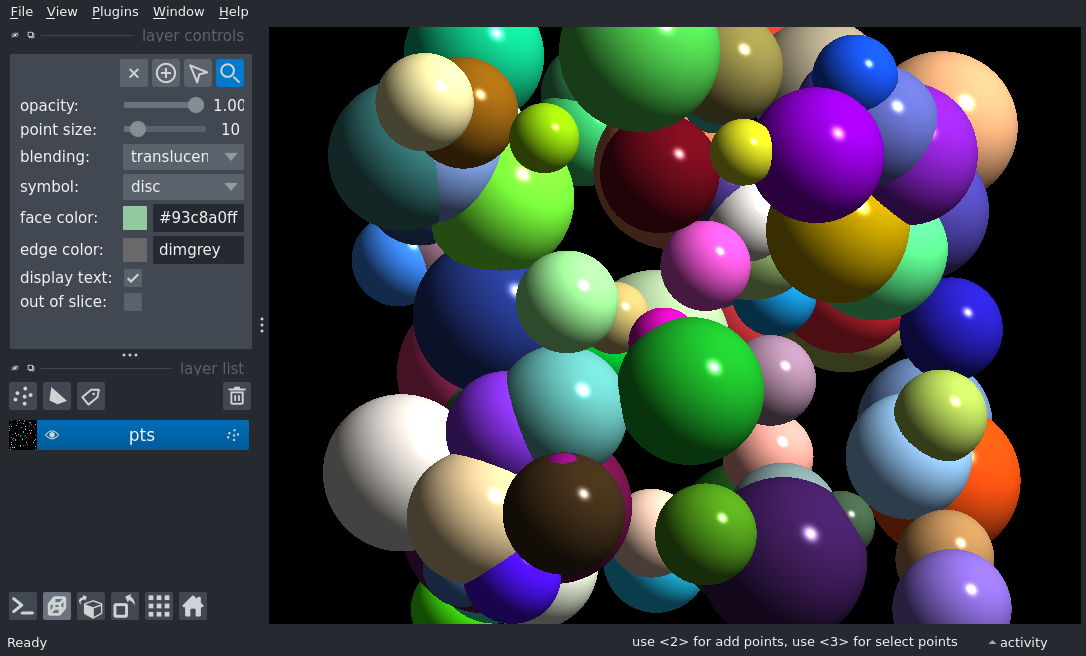 File View Plugins Window Help
layer controls
opacity: 1.00
point size: 10
blending: translucen
symbol: disc
face color: #93c8a0ff
edge color: dimgrey
display text:
out of slice:
layer list
pts
Ready use <2> for add points, use <3> for select points activity